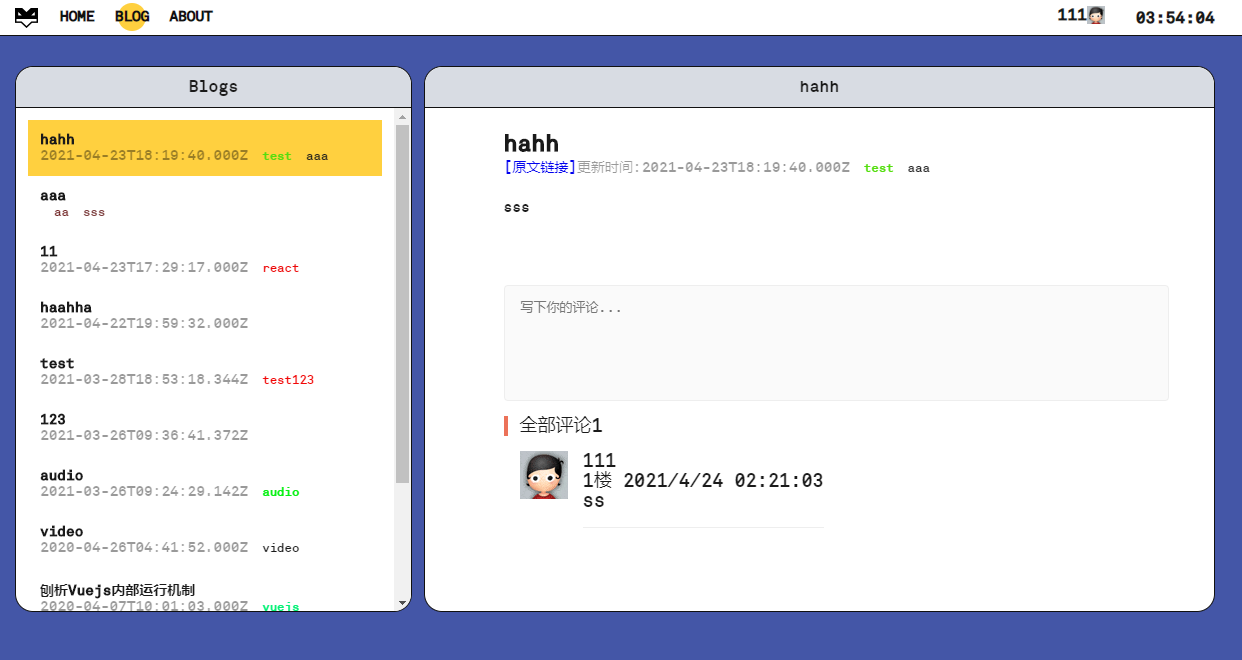 HOME BLOG ABOUT 111 03:54:04
Blogs
hahh
2021-04-23T18:19:40.000Z test aaa
aaa
aa sss
11
2021-04-23T17:29:17.000Z react
haahha
2021-04-22T19:59:32.000Z
test
2021-03-28T18:53:18.344Z test123
123
2021-03-26T09:36:41.372Z
audio
2021-03-26T09:24:29.142Z audio
video
2020-04-26T04:41:52.000Z video
刨析Vuejs内部运行机制
2020-04-07T10:01:03.000Z vuejs
hahh
hahh
[原文链接]更新时间:2021-04-23T18:19:40.000Z test aaa
sss
写下你的评论...
全部评论1
111
1楼 2021/4/24 02:21:03
ss